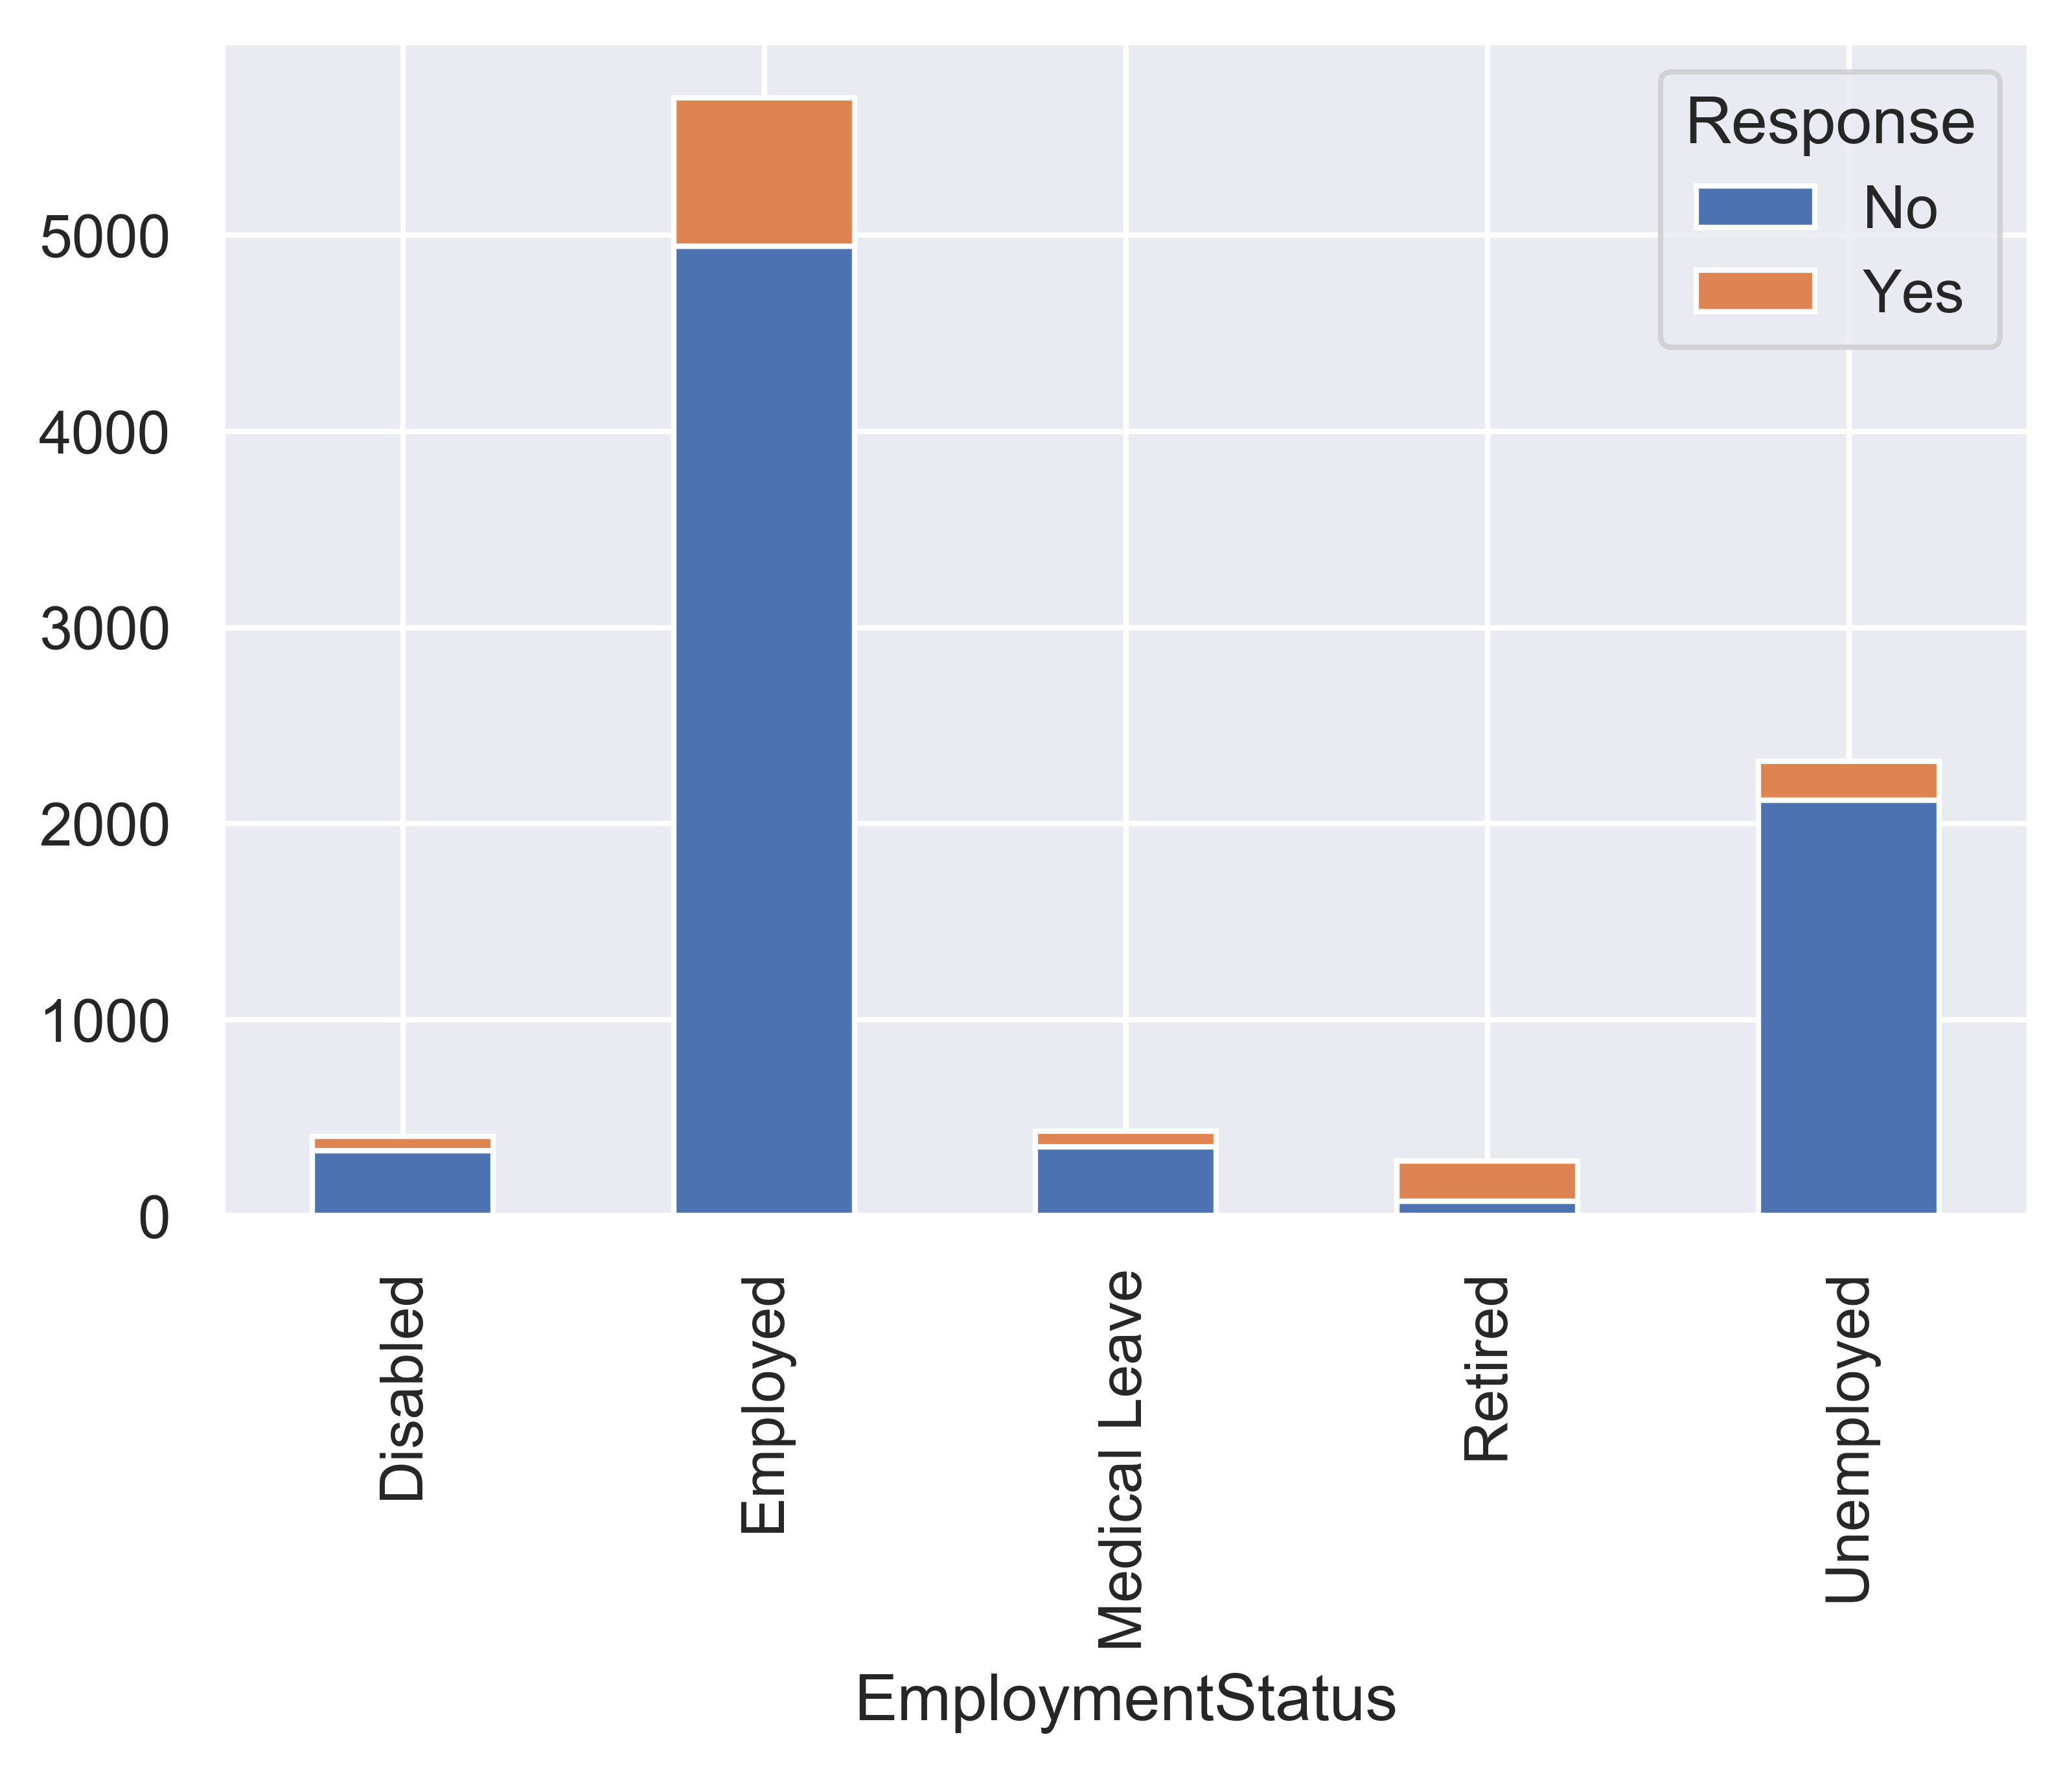 Response
No
Yes
5000
4000
3000
2000
1000
0
Disabled
Employed
Medical Leave
Retired
Unemployed
EmploymentStatus